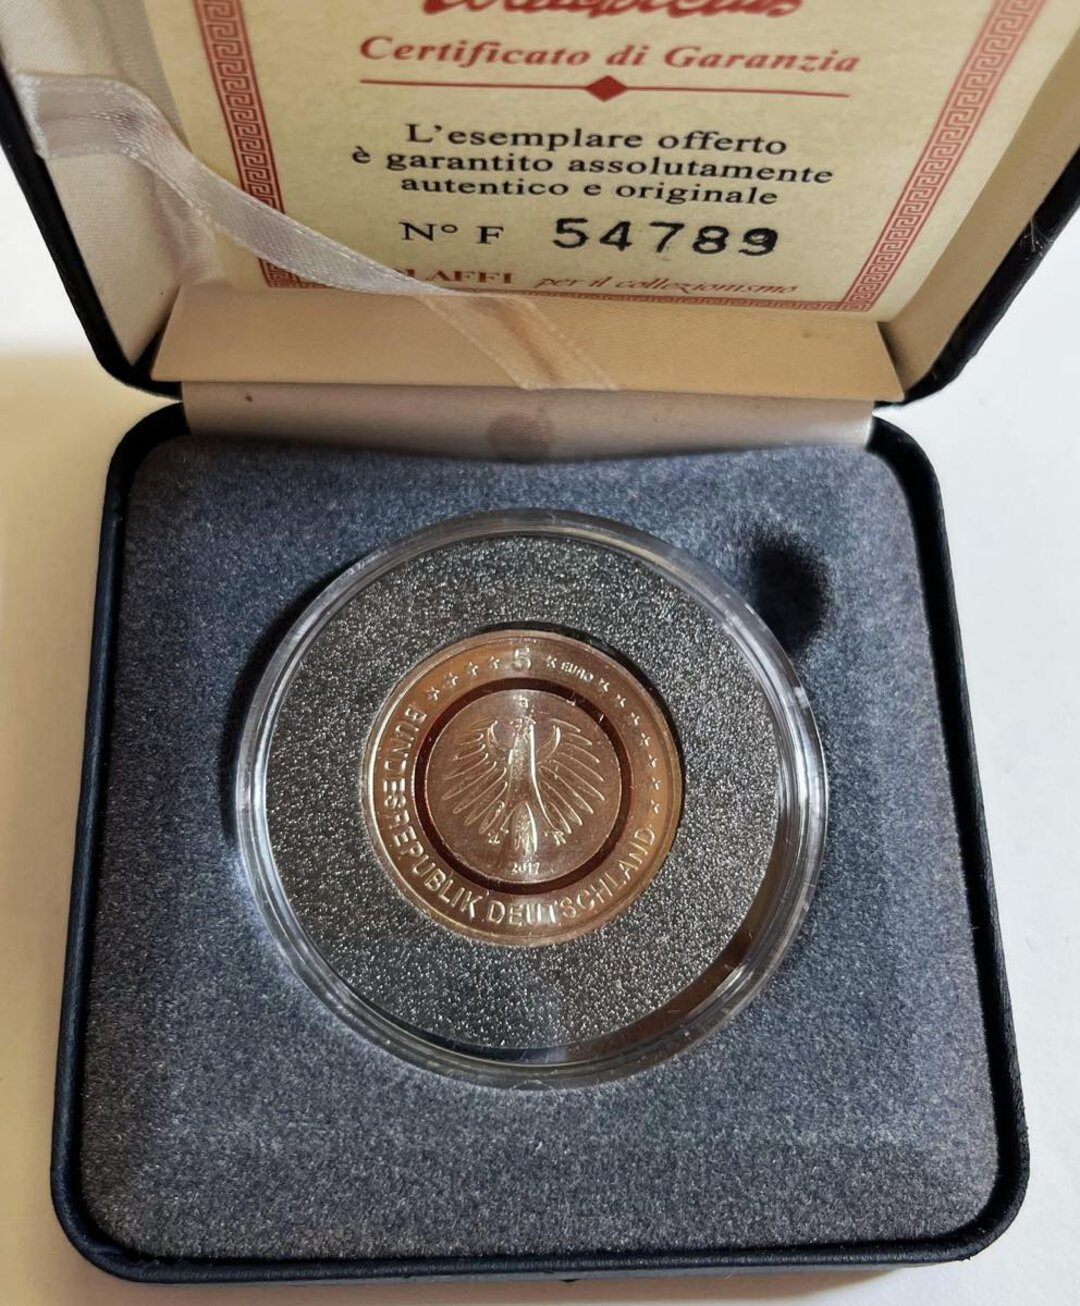 Certificato di Garanzia
L'esemplare offerto
è garantito assolutamente
autentico e originale
N° F 54789
per il collezionismo
5 EURO
BUNDESREPUBLIK DEUTSCHLAND
2017